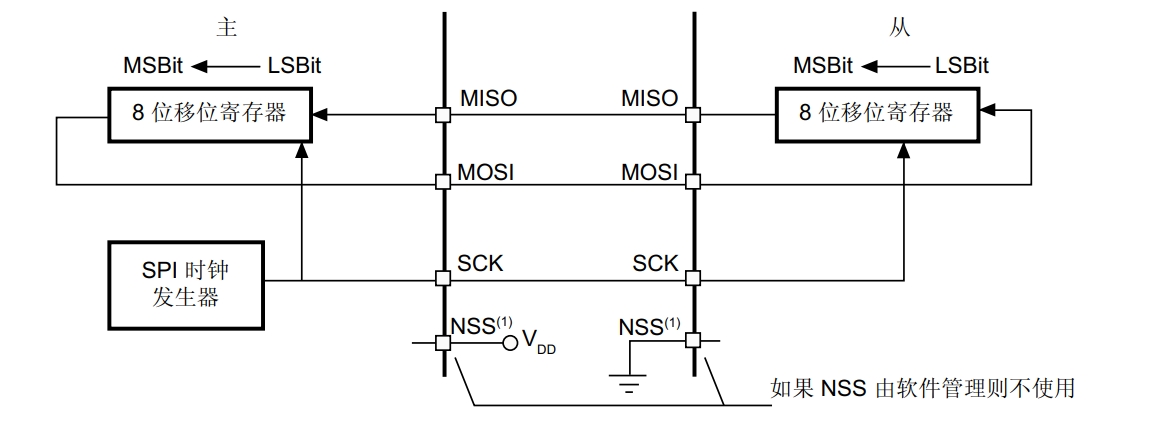 主
从
MSBit LSBit
MSBit LSBit
8 位移位寄存器
MISO
MISO
8 位移位寄存器
MOSI
MOSI
SPI 时钟
发生器
SCK
SCK
NSS(1)
VDD
NSS(1)
如果 NSS 由软件管理则不使用